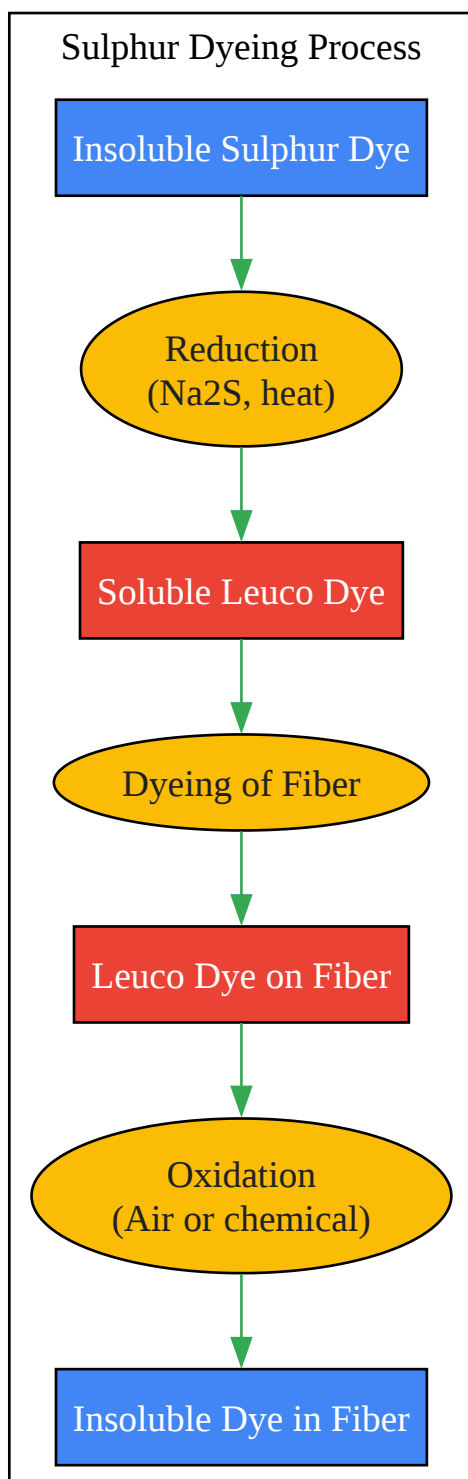 Sulphur Dyeing Process
Insoluble Sulphur Dye
Reduction
(Na2S, heat)
Soluble Leuco Dye
Dyeing of Fiber
Leuco Dye on Fiber
Oxidation
(Air or chemical)
Insoluble Dye in Fiber